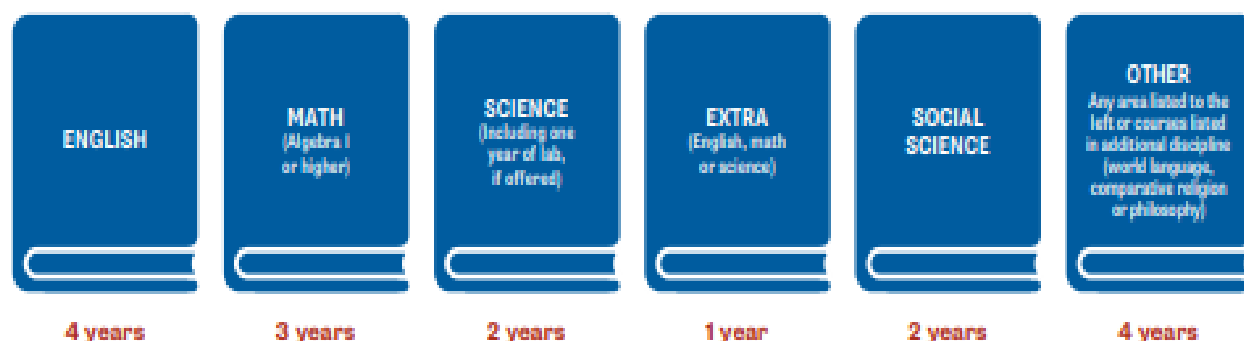 ENGLISH
4 years
MATH
(Algebra I
or higher)
3 years
SCIENCE
(Including one
year of lab,
if offered)
2 years
EXTRA
(English, math
or science)
1 year
SOCIAL
SCIENCE
2 years
OTHER
Any area listed to the
left or courses listed
in additional discipline
(world language,
comparative religion
or philosophy)
4 years